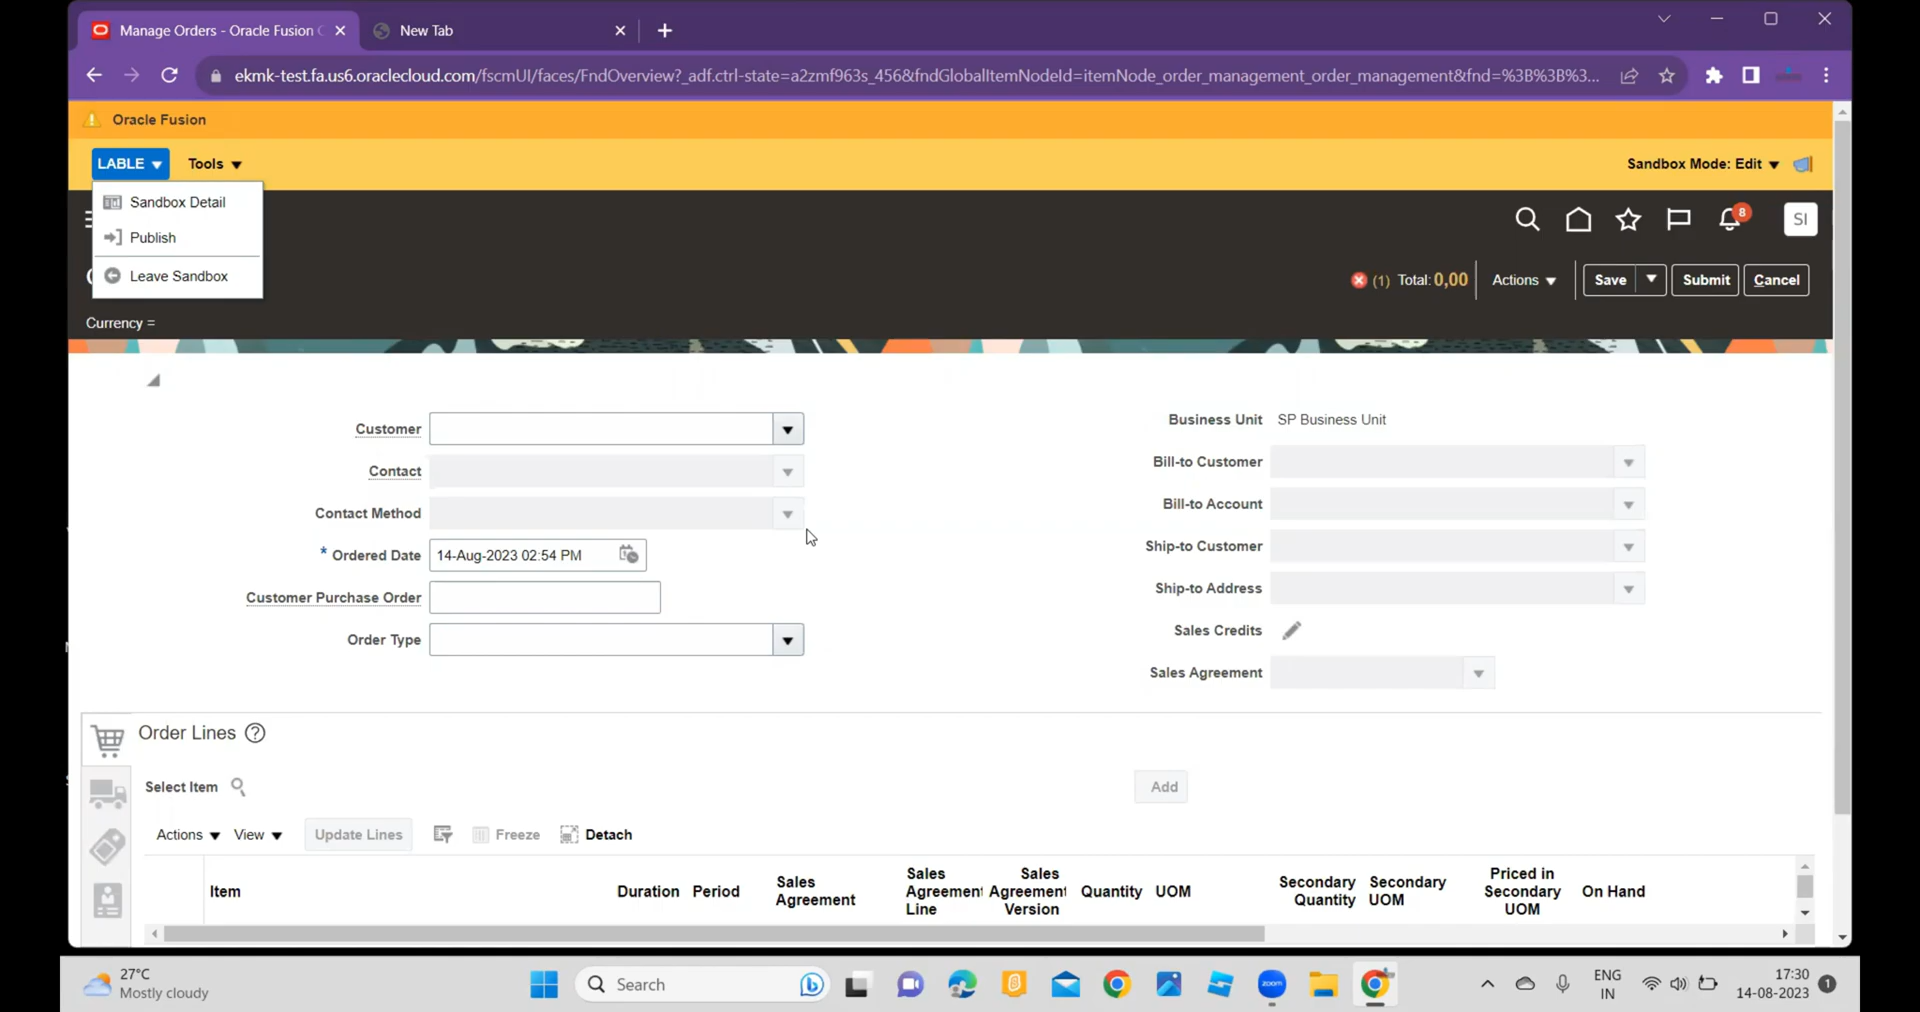 Manage Orders - Oracle Fusion C
New Tab
ekmk-test.fa.us6.oraclecloud.com/fscmUI/faces/FndOverview?_adf.ctrl-state=a2zmf963s_456&fndGlobalItemNodeId=itemNode_order_management_order_management&fnd=%3B%3B%3...
Oracle Fusion
LABLE
Tools
Sandbox Mode: Edit
Sandbox Detail
Publish
Leave Sandbox
8
SI
(1) Total: 0,00
Actions
Save
Submit
Cancel
Currency =
Customer
Contact
Contact Method
* Ordered Date 14-Aug-2023 02:54 PM
Customer Purchase Order
Order Type
Business Unit SP Business Unit
Bill-to Customer
Bill-to Account
Ship-to Customer
Ship-to Address
Sales Credits
Sales Agreement
Order Lines ?
Select Item
Add
Actions
View
Update Lines
Freeze
Detach
Item
Duration
Period
Sales
Agreement
Sales
Agreement
Line
Sales
Agreement
Version
Quantity
UOM
Secondary
Quantity
Secondary
UOM
Priced in
Secondary
UOM
On Hand
27°C
Mostly cloudy
Search
zoom
ENG
IN
17:30
14-08-2023
1